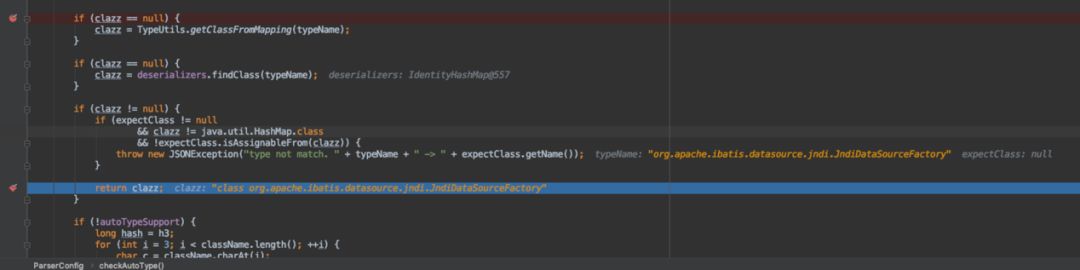 if (clazz == null) {
clazz = TypeUtils.getClassFromMapping(typeName);
}
if (clazz == null) {
clazz = deserializers.findClass(typeName); deserializers: IdentityHashMap@557
}
if (clazz != null) {
if (expectClass != null
&& clazz != java.util.HashMap.class
&& !expectClass.isAssignableFrom(clazz)) {
throw new JSONException("type not match. " + typeName + " -> " + expectClass.getName()); typeName: "org.apache.ibatis.datasource.jndi.JndiDataSourceFactory" expectClass: null
}
return clazz; clazz: "class org.apache.ibatis.datasource.jndi.JndiDataSourceFactory"
}
if (!autoTypeSupport) {
long hash = h3;
for (int i = 3; i < className.length(); ++i) {
char c = className.charAt(i);
ParserConfig › checkAutoType()